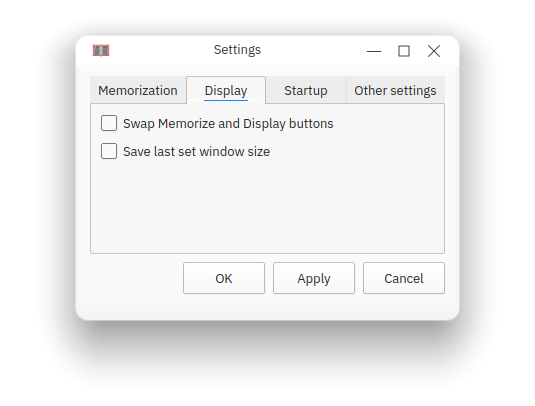 Settings
Memorization Display Startup Other settings
Swap Memorize and Display buttons
Save last set window size
OK Apply Cancel